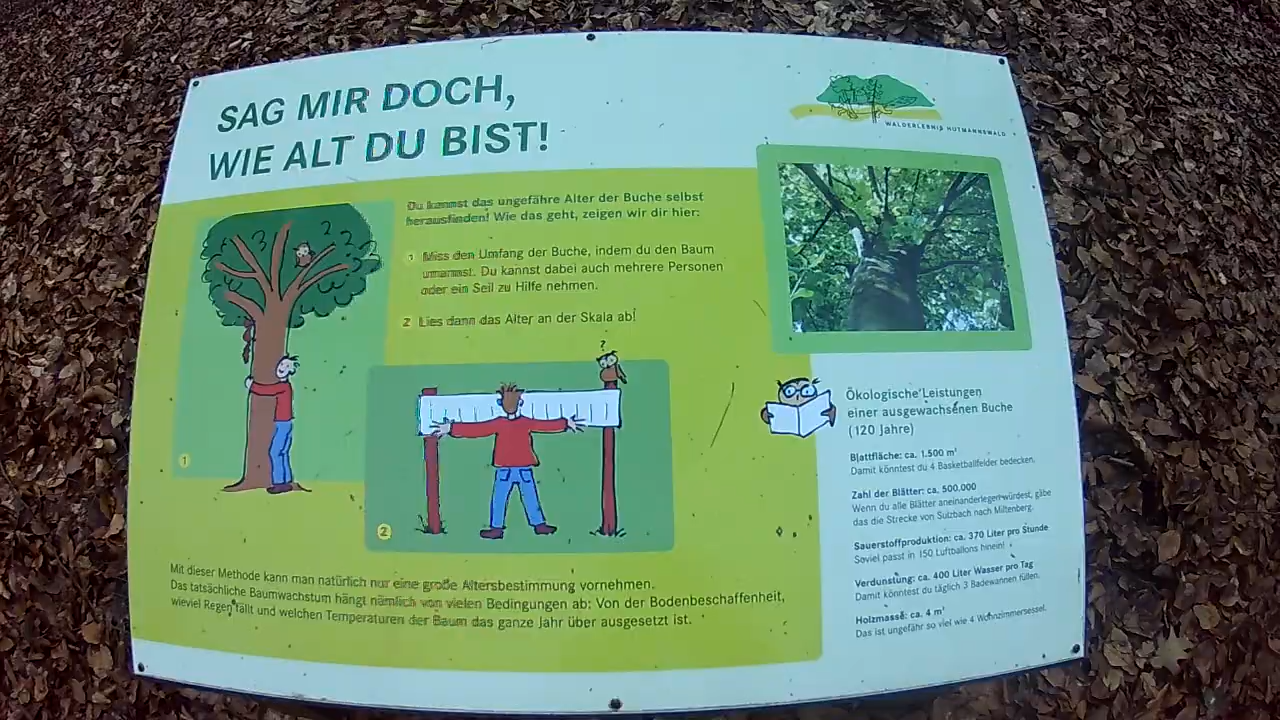 SAG MIR DOCH,
WIE ALT DU BIST!
WALDERLEBNIS HUTMANNSWALD
Du kannst das ungefähre Alter der Buche selbst
herausfinden! Wie das geht, zeigen wir dir hier:
1 Miss den Umfang der Buche, indem du den Baum
umarmst. Du kannst dabei auch mehrere Personen
oder ein Seil zu Hilfe nehmen.
2 Lies dann das Alter an der Skala ab!
1
?
2
Ökologische Leistungen
einer ausgewachsenen Buche
(120 Jahre)
Blattfläche: ca. 1.500 m²
Damit könntest du 4 Basketballfelder bedecken.
Zahl der Blätter: ca. 500.000
Wenn du alle Blätter aneinanderlegen würdest, gäbe
das die Strecke von Sulzbach nach Miltenberg.
Sauerstoffproduktion: ca. 370 Liter pro Stunde
Soviel passt in 150 Luftballons hinein!
Verdunstung: ca. 400 Liter Wasser pro Tag
Damit könntest du täglich 3 Badewannen füllen.
Holzmasse: ca. 4 m³
Das ist ungefähr so viel wie 4 Wohnzimmersessel.
Mit dieser Methode kann man natürlich nur eine große Altersbestimmung vornehmen.
Das tatsächliche Baumwachstum hängt nämlich von vielen Bedingungen ab: Von der Bodenbeschaffenheit,
wieviel Regen fällt und welchen Temperaturen der Baum das ganze Jahr über ausgesetzt ist.